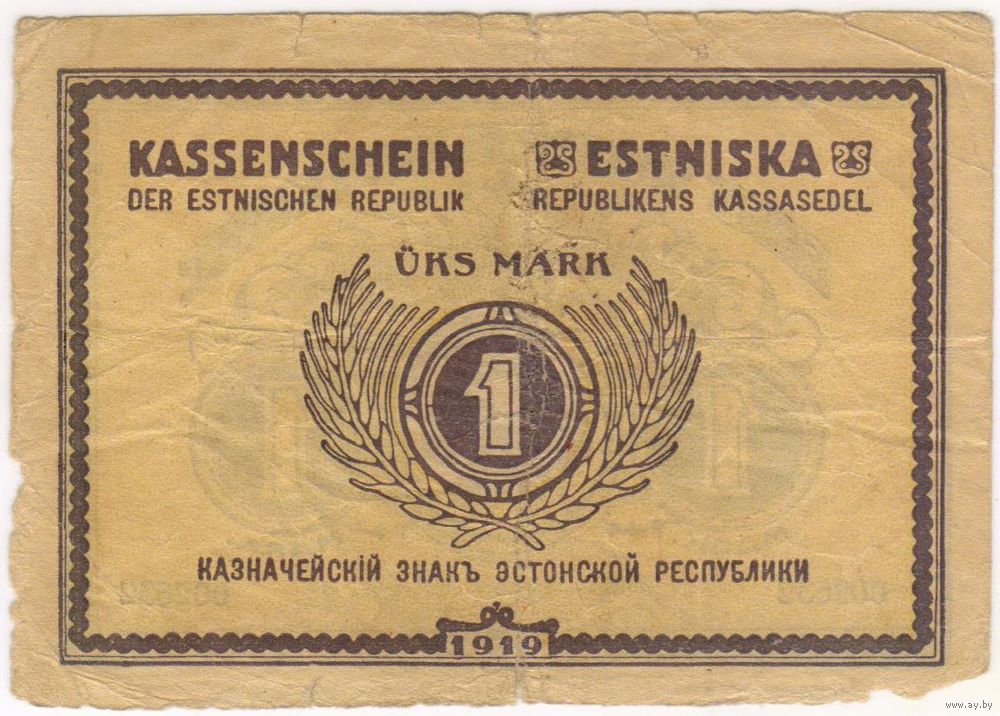 KASSENSCHEIN
DER ESTNISCHEN REPUBLIK
ESTNISKA
REPUBLIKENS KASSASEDEL
ÜKS MARK
1
КАЗНАЧЕЙСКІЙ ЗНАКЪ ЭСТОНСКОЙ РЕСПУБЛИКИ
1919
www.ay.by